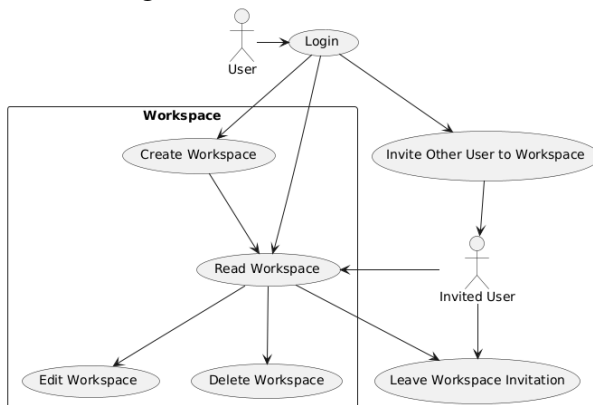 User
Login
Workspace
Create Workspace
Invite Other User to Workspace
Read Workspace
Invited User
Edit Workspace
Delete Workspace
Leave Workspace Invitation